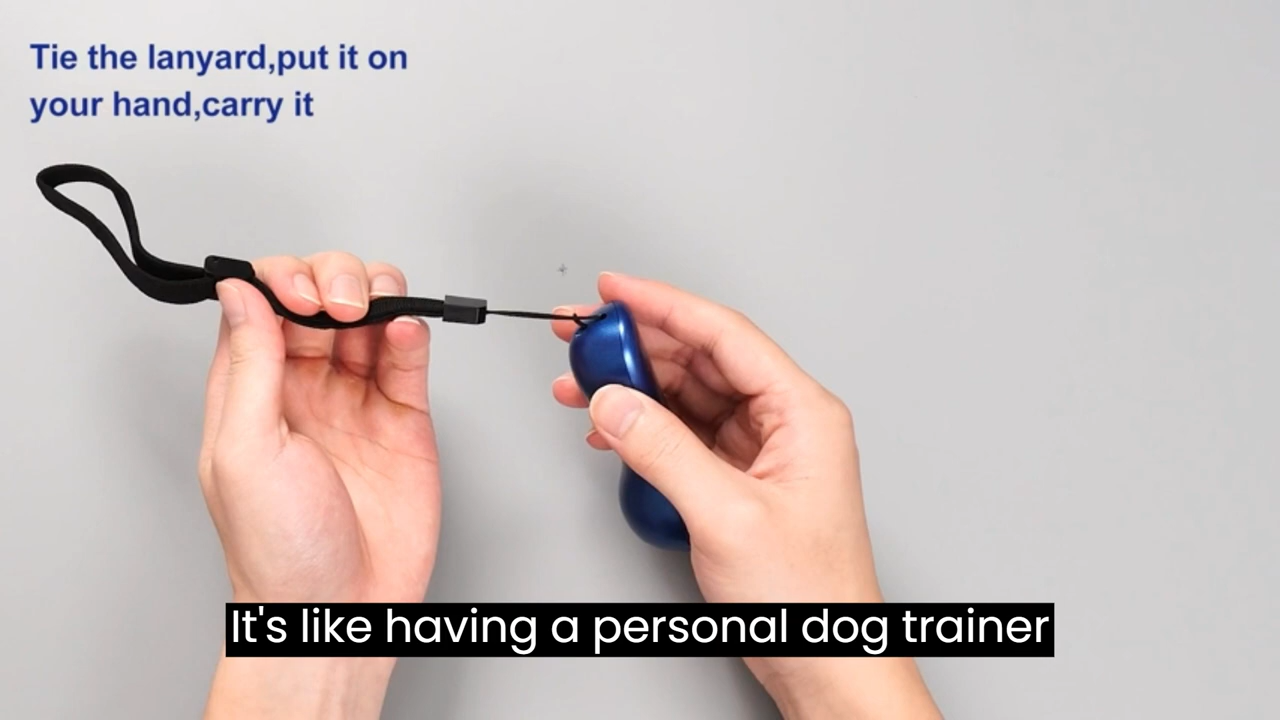 Tie the lanyard,put it on
your hand,carry it
It's like having a personal dog trainer